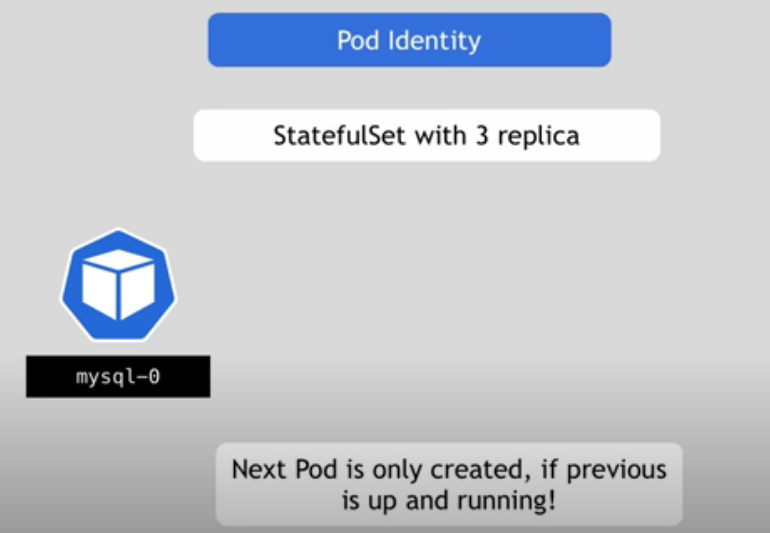 Pod Identity
StatefulSet with 3 replica
mysql-0
Next Pod is only created, if previous
is up and running!